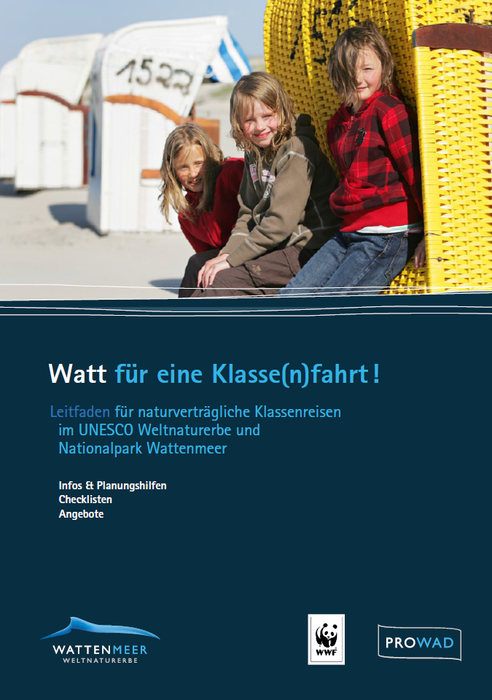 1522
Watt für eine Klasse(n)fahrt!
Leitfaden für naturverträgliche Klassenreisen
im UNESCO Weltnaturerbe und
Nationalpark Wattenmeer
Infos & Planungshilfen
Checklisten
Angebote
WATTENMEER
WELTNATURERBE
WWF
PROWAD